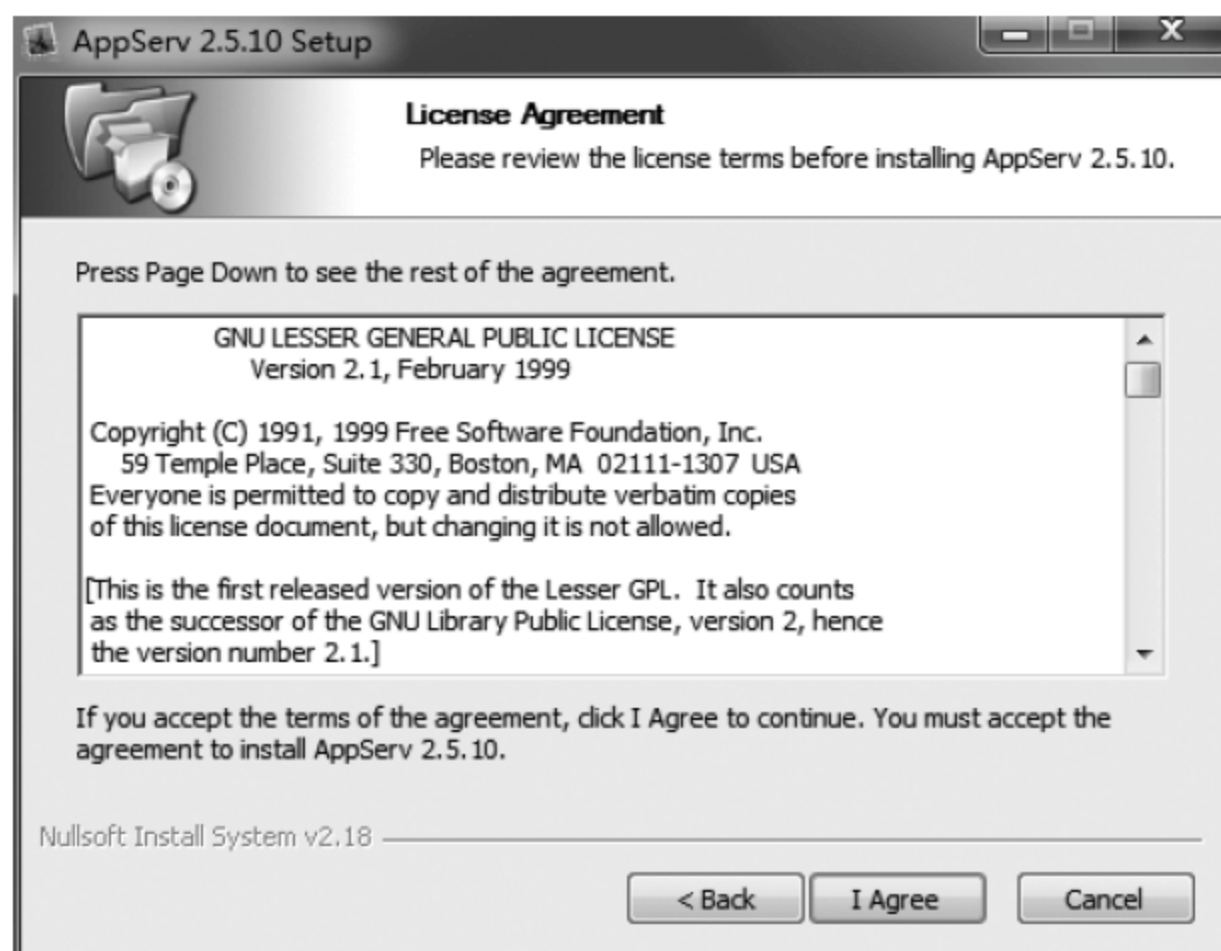 AppServ 2.5.10 Setup
License Agreement
Please review the license terms before installing AppServ 2.5.10.
Press Page Down to see the rest of the agreement.
GNU LESSER GENERAL PUBLIC LICENSE
Version 2.1, February 1999
Copyright (C) 1991, 1999 Free Software Foundation, Inc.
59 Temple Place, Suite 330, Boston, MA  02111-1307  USA
Everyone is permitted to copy and distribute verbatim copies
of this license document, but changing it is not allowed.
[This is the first released version of the Lesser GPL.  It also counts
as the successor of the GNU Library Public License, version 2, hence
the version number 2.1.]
If you accept the terms of the agreement, click I Agree to continue. You must accept the
agreement to install AppServ 2.5.10.
Nullsoft Install System v2.18
< Back
I Agree
Cancel